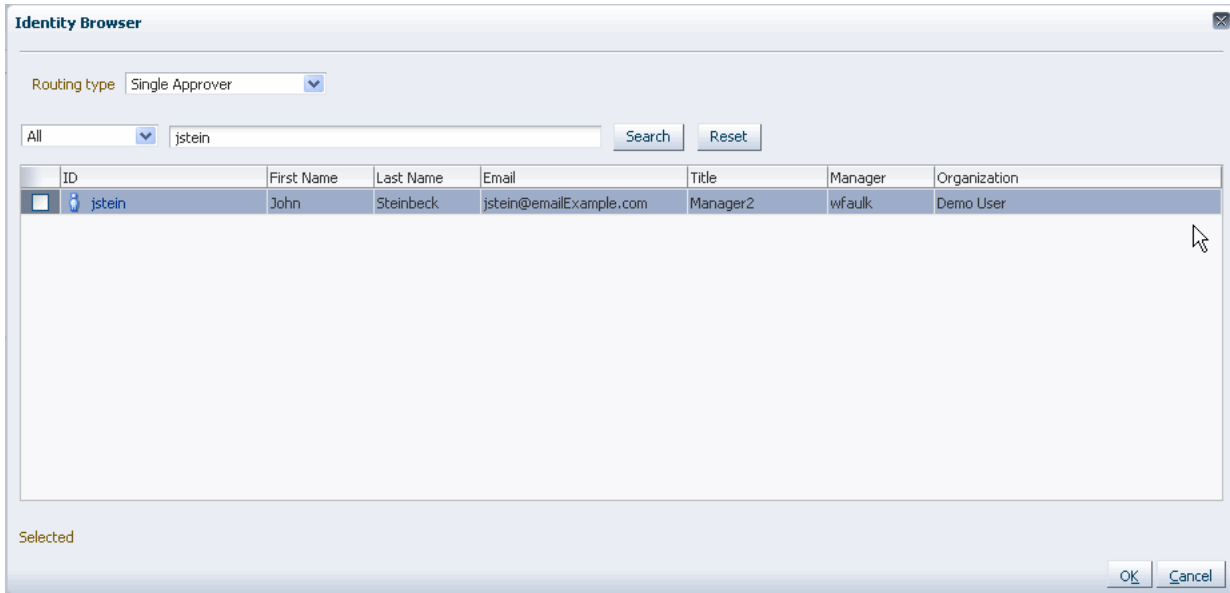 Identity Browser
Routing type Single Approver
All jstein Search Reset
ID First Name Last Name Email Title Manager Organization
jstein John Steinbeck jstein@emailExample.com Manager2 wfaulk Demo User
Selected
OK Cancel